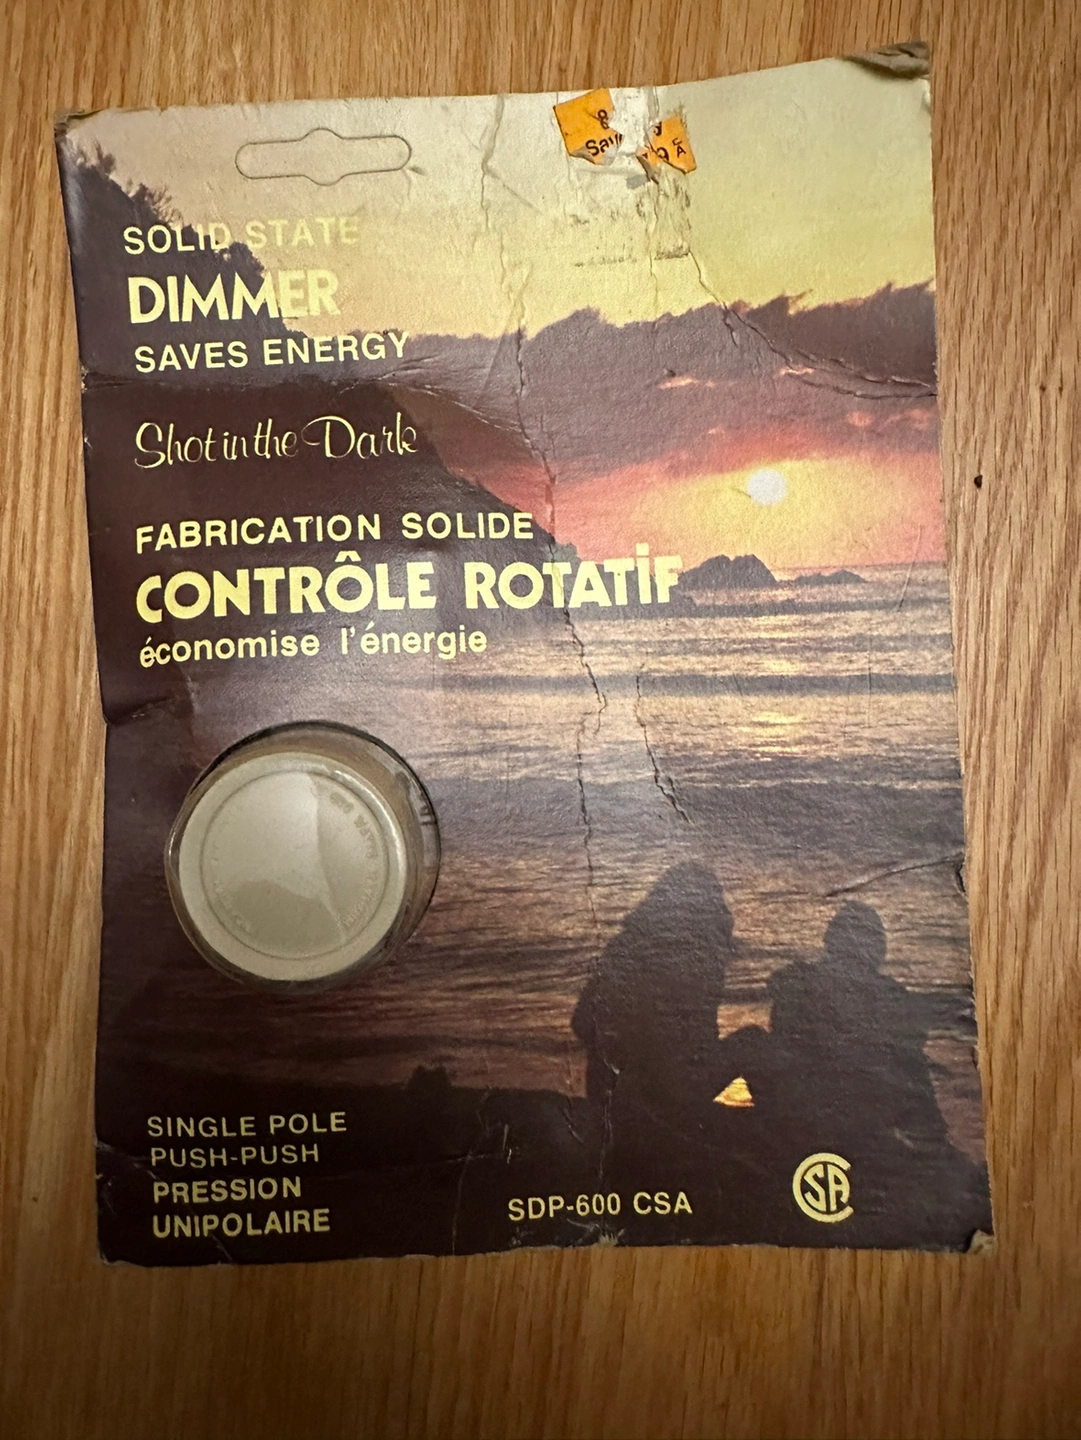 SOLID STATE
DIMMER
SAVES ENERGY
Shot in the Dark
FABRICATION SOLIDE
CONTRÔLE ROTATIF
économise l'énergie
SINGLE POLE
PUSH-PUSH
PRESSION
UNIPOLAIRE
SDP-600 CSA